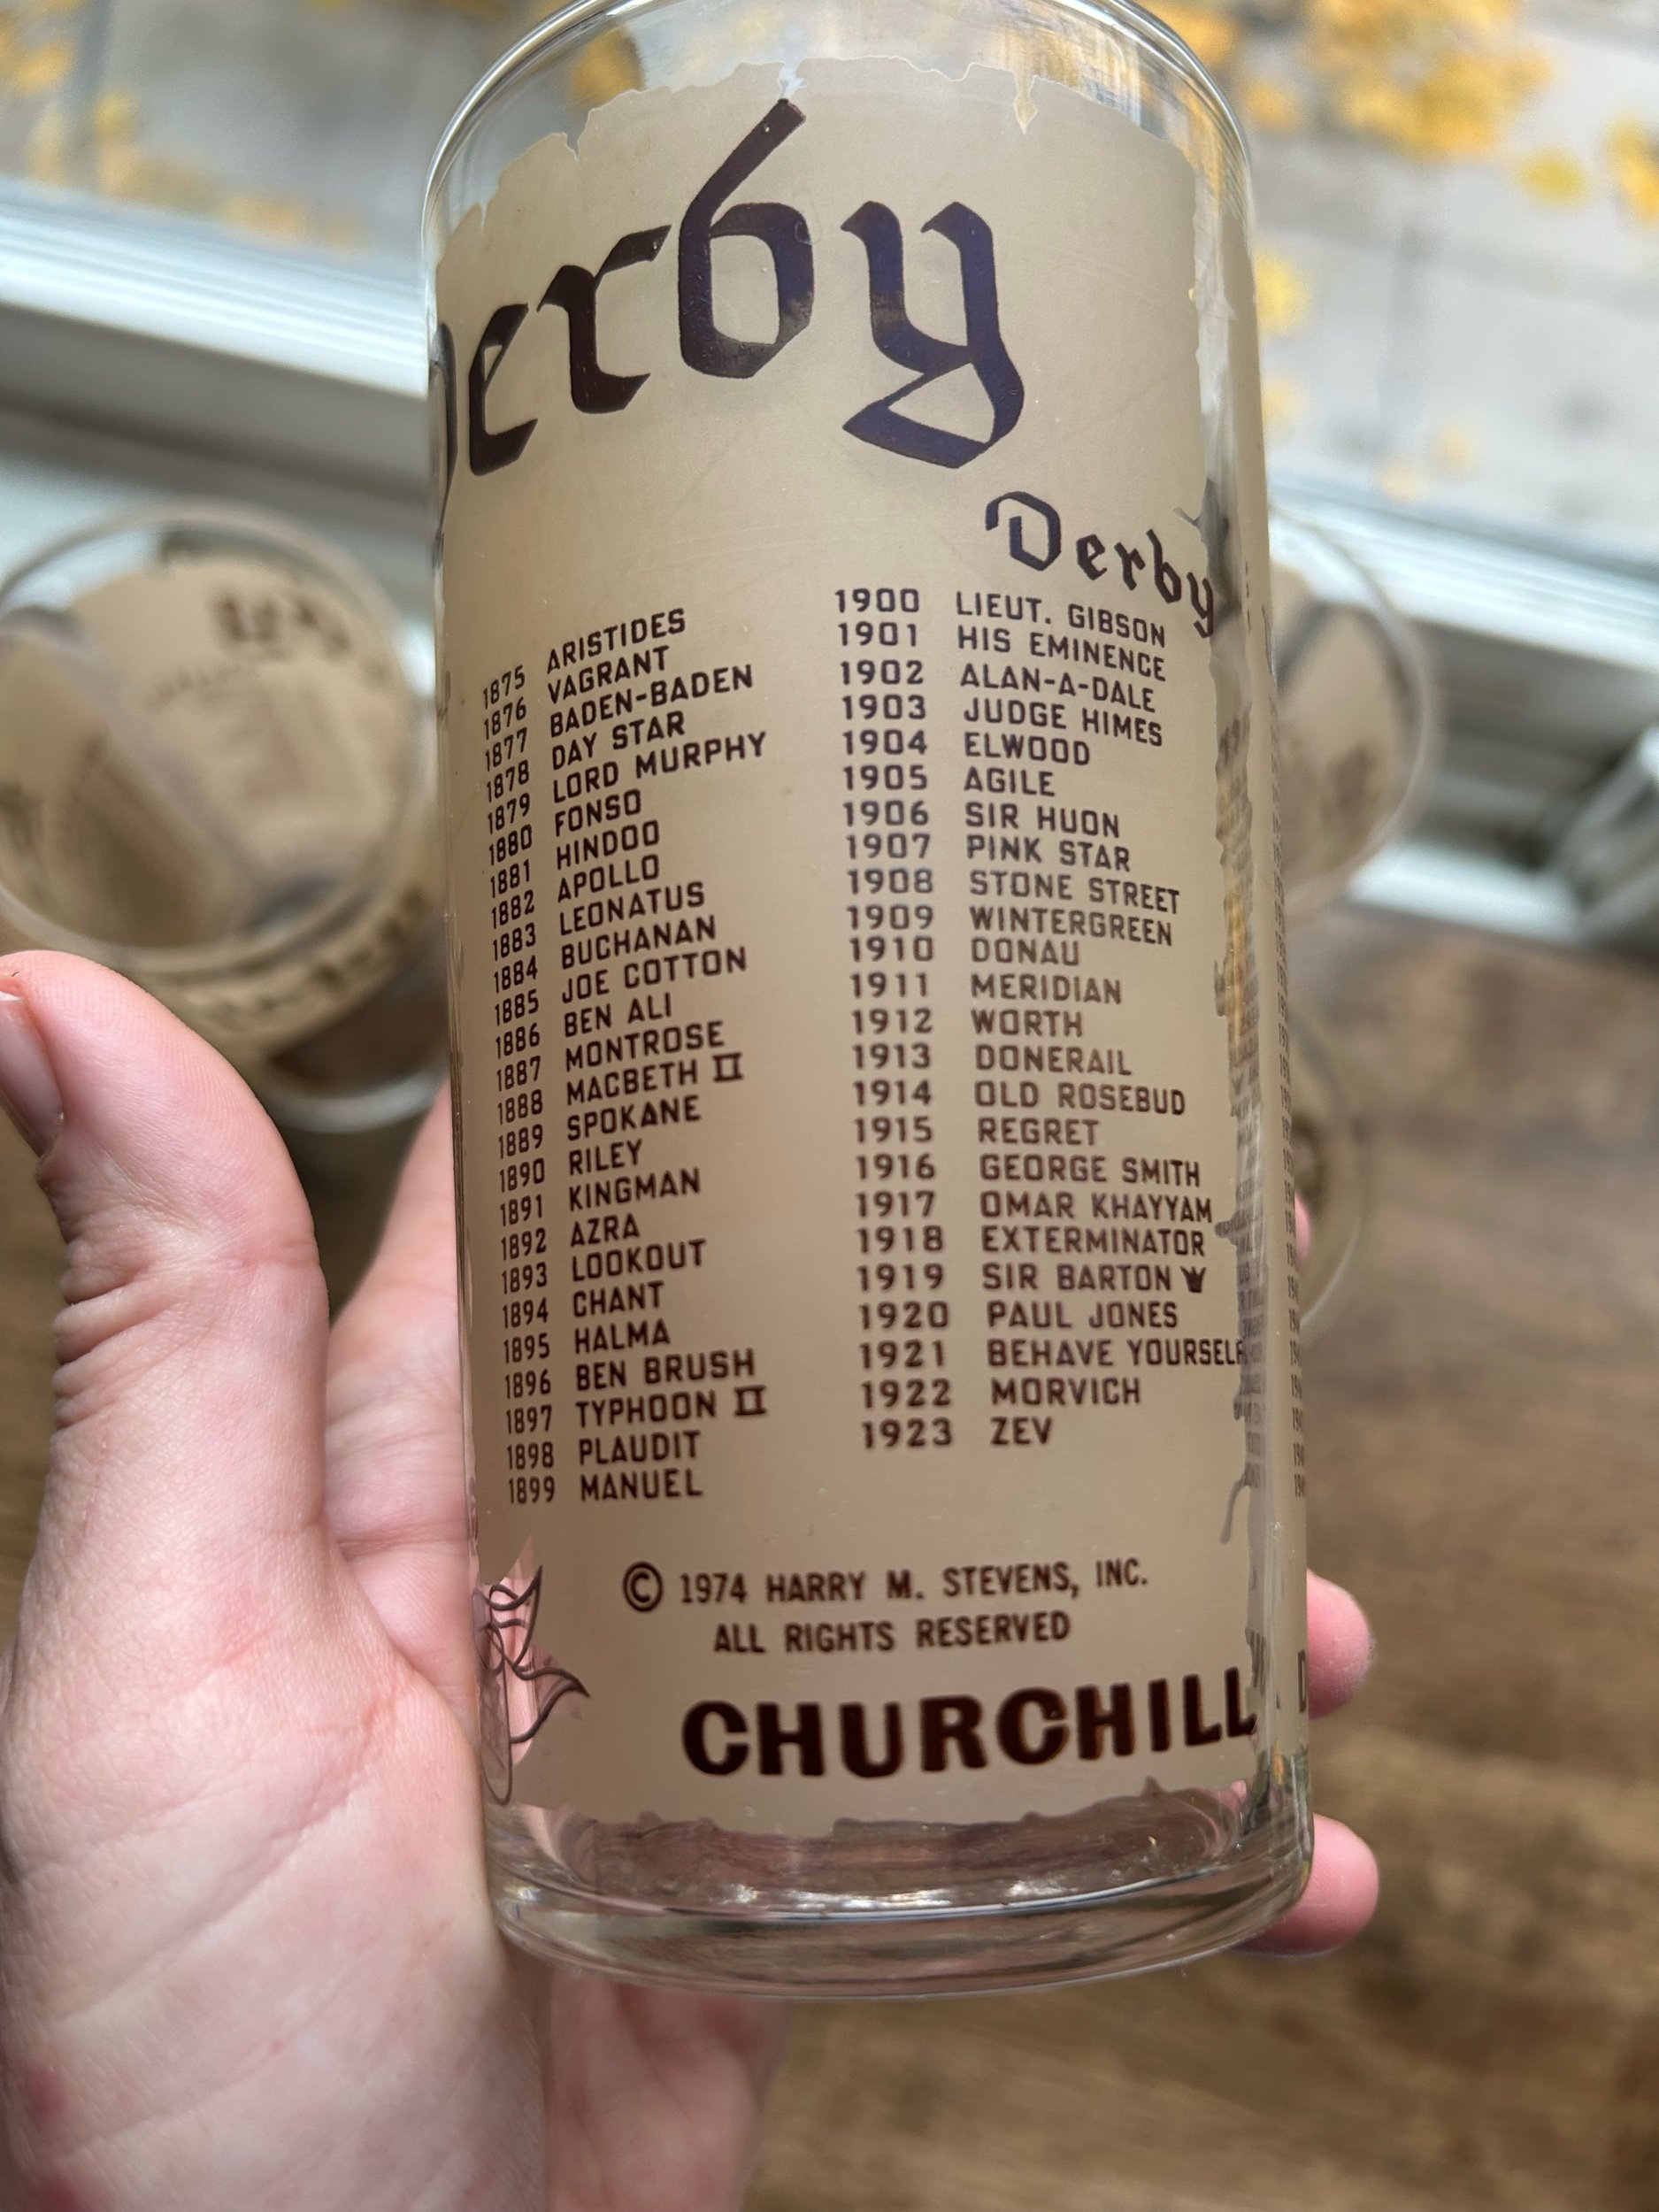 Derby
Derby
1875 ARISTIDES
1876 VAGRANT
1877 BADEN-BADEN
1878 DAY STAR
1879 LORD MURPHY
1880 FONSO
1881 HINDOO
1882 APOLLO
1883 LEONATUS
1884 BUCHANAN
1885 JOE COTTON
1886 BEN ALI
1887 MONTROSE
1888 MACBETH II
1889 SPOKANE
1890 RILEY
1891 KINGMAN
1892 AZRA
1893 LOOKOUT
1894 CHANT
1895 HALMA
1896 BEN BRUSH
1897 TYPHOON II
1898 PLAUDIT
1899 MANUEL
1900 LIEUT. GIBSON
1901 HIS EMINENCE
1902 ALAN-A-DALE
1903 JUDGE HIMES
1904 ELWOOD
1905 AGILE
1906 SIR HUON
1907 PINK STAR
1908 STONE STREET
1909 WINTERGREEN
1910 DONAU
1911 MERIDIAN
1912 WORTH
1913 DONERAIL
1914 OLD ROSEBUD
1915 REGRET
1916 GEORGE SMITH
1917 OMAR KHAYYAM
1918 EXTERMINATOR
1919 SIR BARTON
1920 PAUL JONES
1921 BEHAVE YOURSELF
1922 MORVICH
1923 ZEV
© 1974 HARRY M. STEVENS, INC.
ALL RIGHTS RESERVED
CHURCHILL